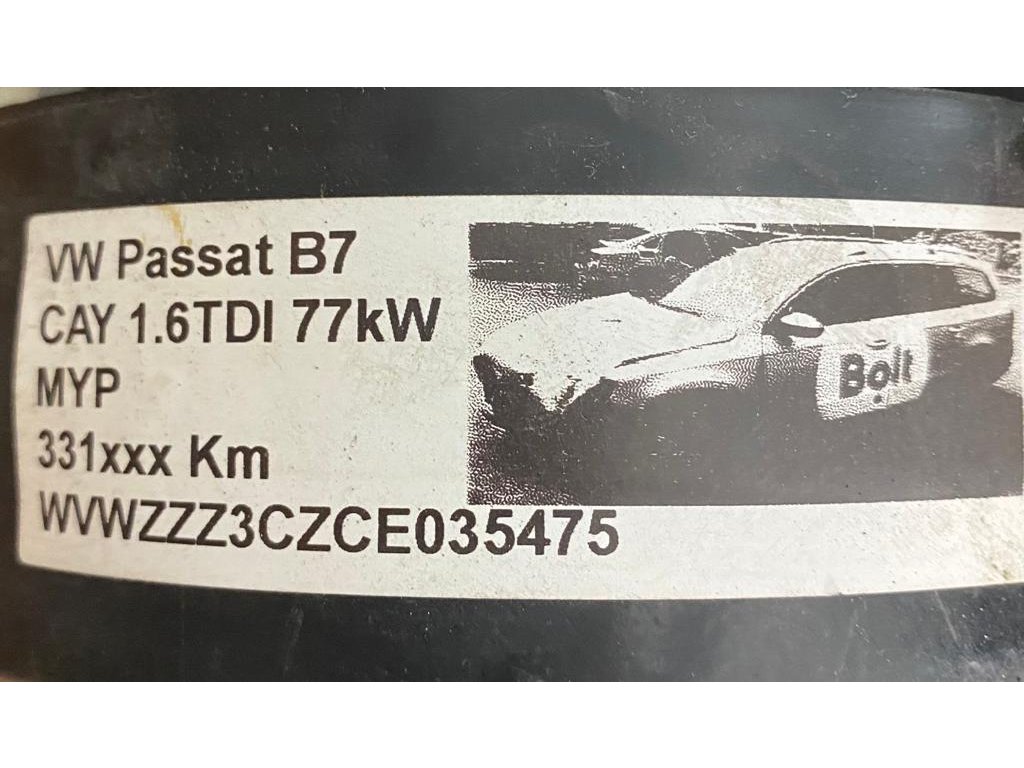 VW Passat B7
CAY 1.6TDI 77kW
MYP
331xxx Km
WVWZZZ3CZCE035475
Bolt